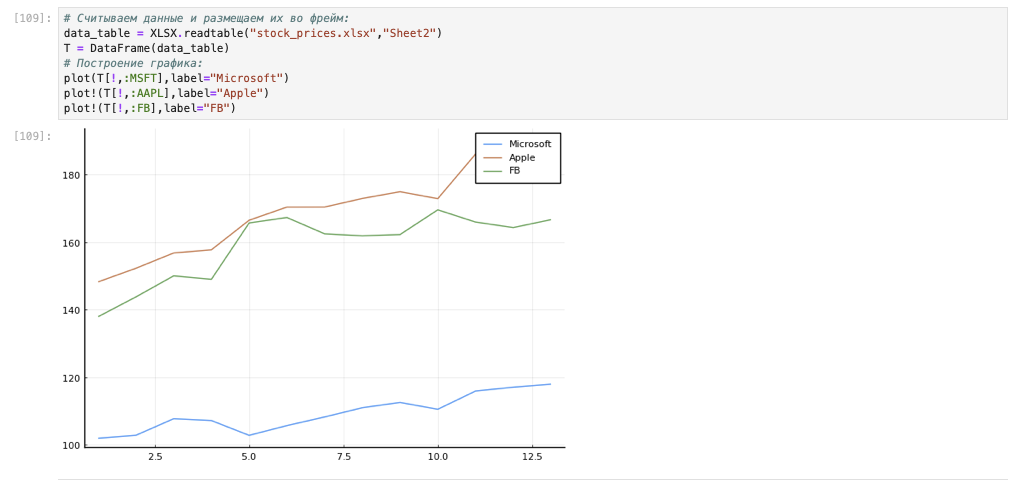 [109]:
# Считываем данные и размещаем их во фрейм:
data_table = XLSX.readtable("stock_prices.xlsx","Sheet2")
T = DataFrame(data_table)
# Построение графика:
plot(T[!,:MSFT],label="Microsoft")
plot!(T[!,:AAPL],label="Apple")
plot!(T[!,:FB],label="FB")
[109]:
Microsoft
Apple
FB
180
160
140
120
100
2.5 5.0 7.5 10.0 12.5